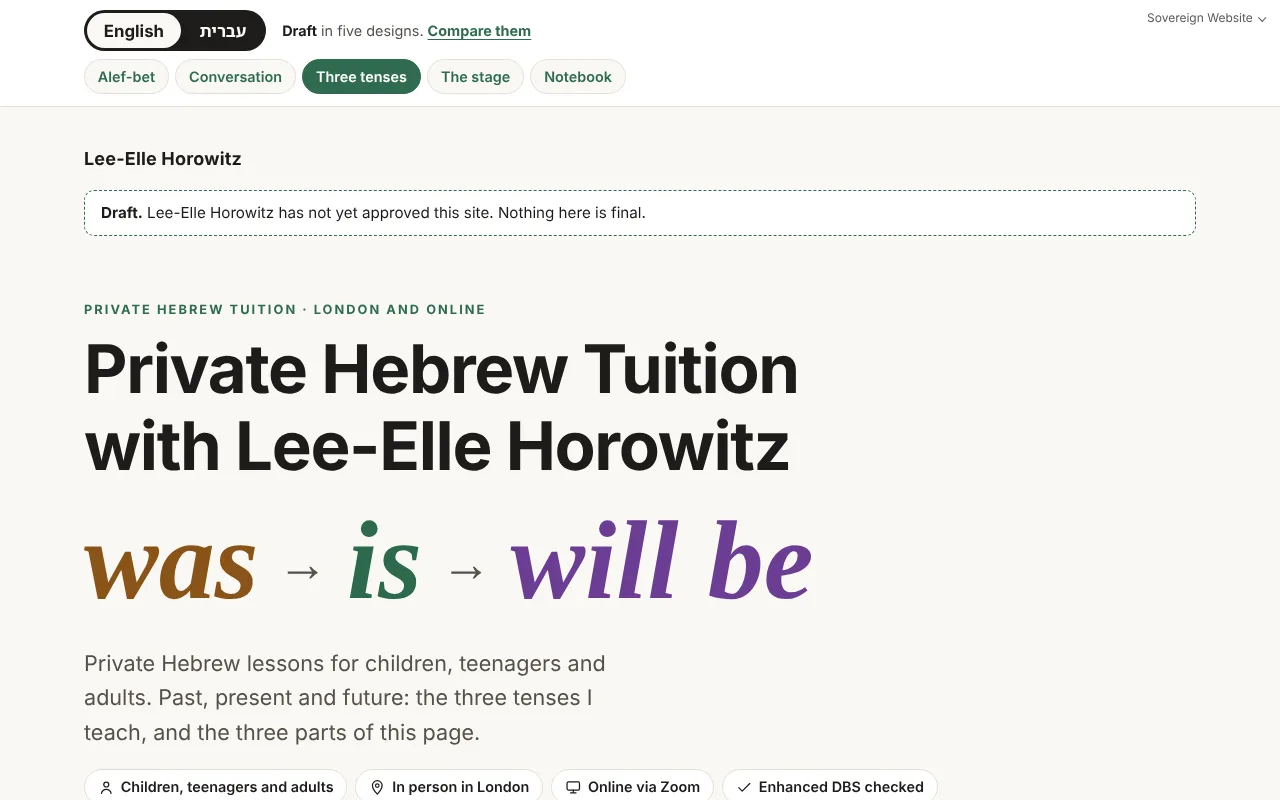 English עברית Draft in five designs. Compare them Sovereign Website
Alef-bet Conversation Three tenses The stage Notebook
Lee-Elle Horowitz
Draft. Lee-Elle Horowitz has not yet approved this site. Nothing here is final.
PRIVATE HEBREW TUITION · LONDON AND ONLINE
Private Hebrew Tuition
with Lee-Elle Horowitz
was → is → will be
Private Hebrew lessons for children, teenagers and
adults. Past, present and future: the three tenses I
teach, and the three parts of this page.
Children, teenagers and adults In person in London Online via Zoom Enhanced DBS checked